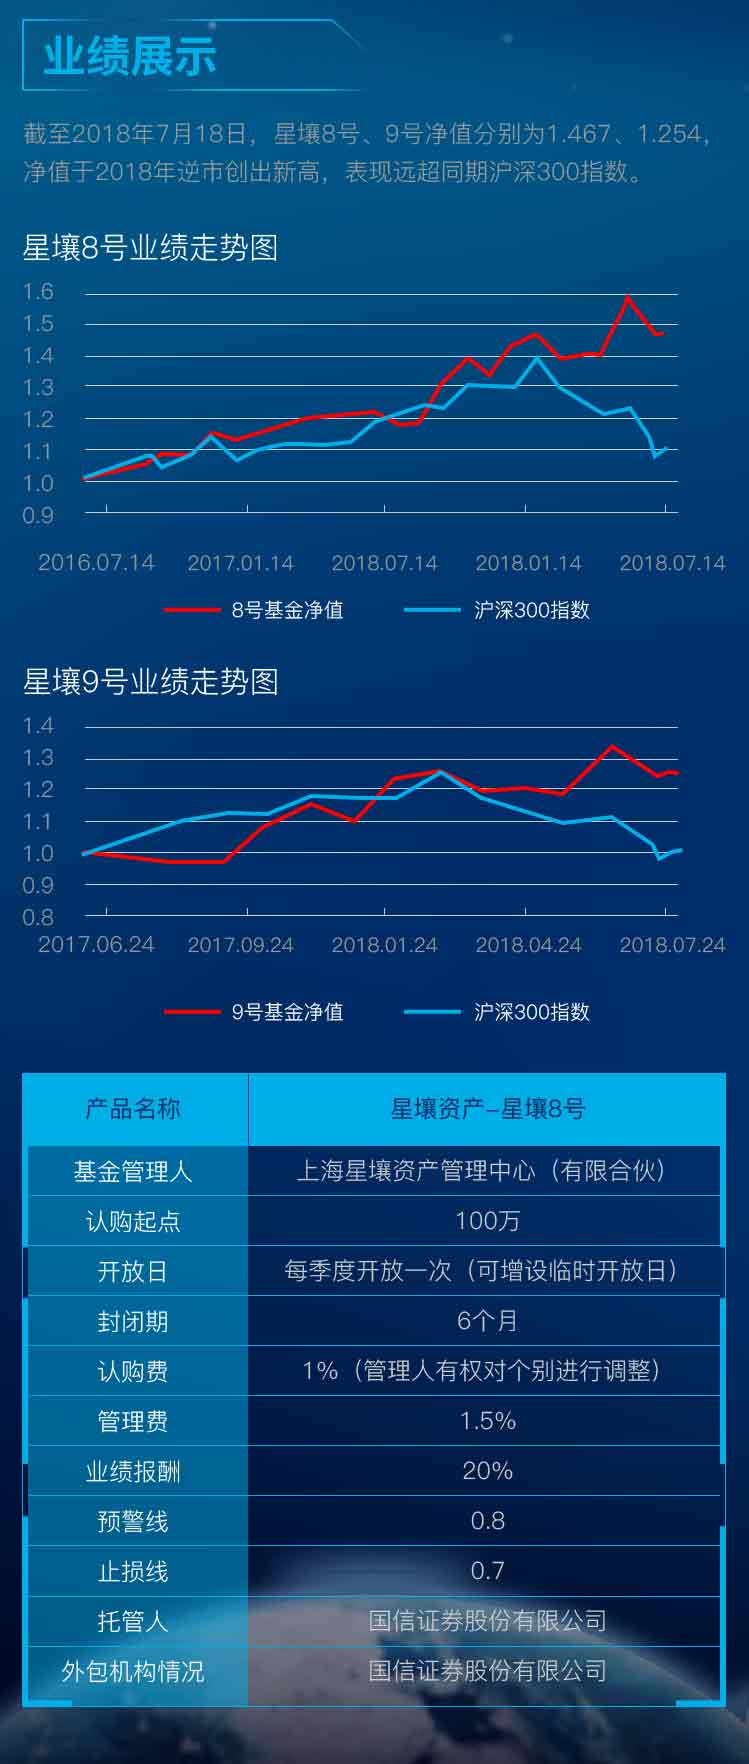 业绩展示
截至2018年7月18日，星壤8号、9号净值分别为1.467、1.254，
净值于2018年逆市创出新高，表现远超同期沪深300指数。
星壤8号业绩走势图
1.6
1.5
1.4
1.3
1.2
1.1
1.0
0.9
2016.07.14 2017.01.14 2018.07.14 2018.01.14 2018.07.14
8号基金净值 沪深300指数
星壤9号业绩走势图
1.4
1.3
1.2
1.1
1.0
0.9
0.8
2017.06.24 2017.09.24 2018.01.24 2018.04.24 2018.07.24
9号基金净值 沪深300指数
产品名称 星壤资产-星壤8号
基金管理人 上海星壤资产管理中心（有限合伙）
认购起点 100万
开放日 每季度开放一次（可增设临时开放日）
封闭期 6个月
认购费 1%（管理人有权对个别进行调整）
管理费 1.5%
业绩报酬 20%
预警线 0.8
止损线 0.7
托管人 国信证券股份有限公司
外包机构情况 国信证券股份有限公司